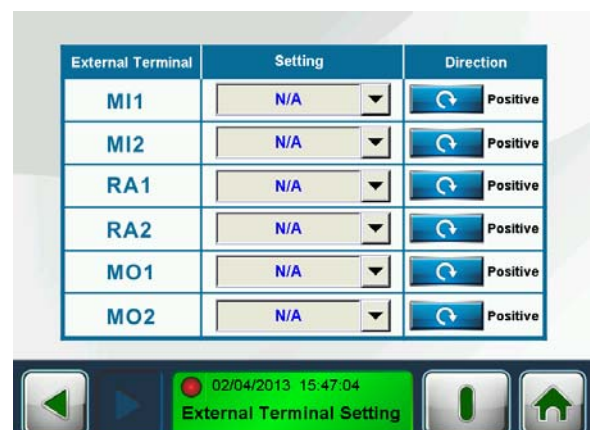 External Terminal Setting Direction
MI1 N/A Positive
MI2 N/A Positive
RA1 N/A Positive
RA2 N/A Positive
MO1 N/A Positive
MO2 N/A Positive
02/04/2013 15:47:04
External Terminal Setting